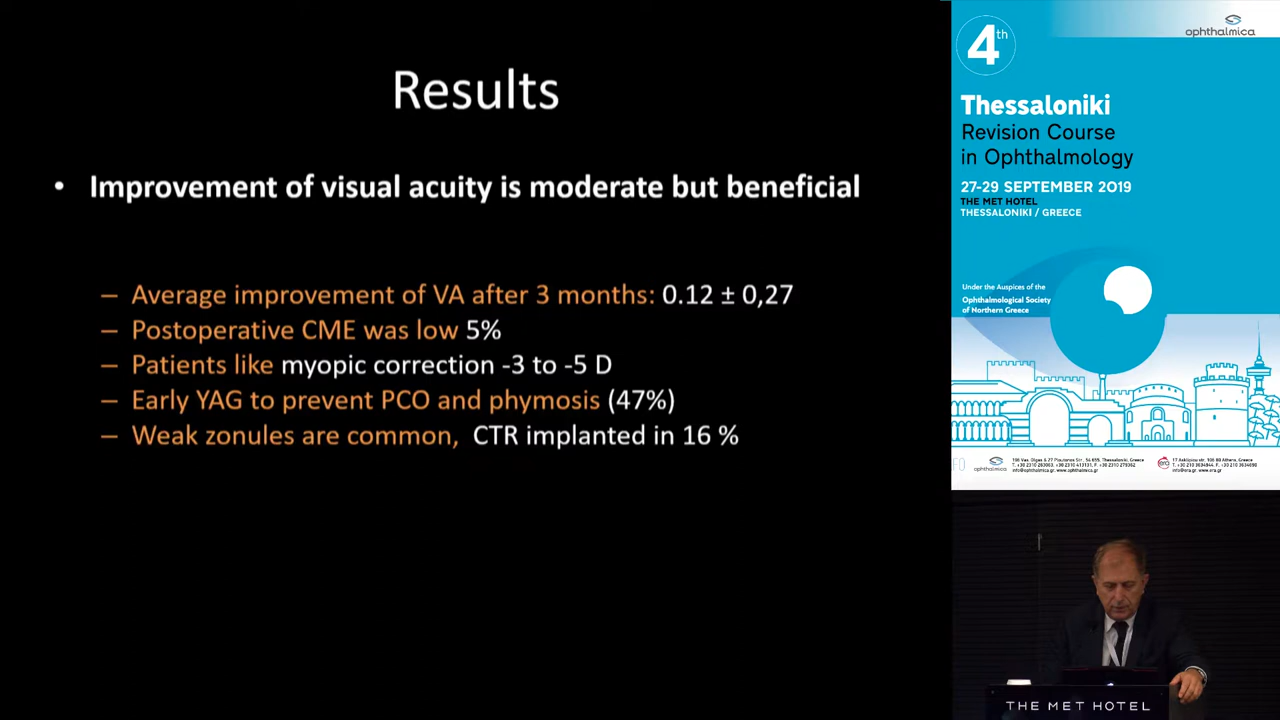 Results
• Improvement of visual acuity is moderate but beneficial
– Average improvement of VA after 3 months: 0.12 ± 0,27
– Postoperative CME was low 5%
– Patients like myopic correction -3 to -5 D
– Early YAG to prevent PCO and phymosis (47%)
– Weak zonules are common, CTR implanted in 16 %
ophthalmica
4th
Thessaloniki
Revision Course
in Ophthalmology
27-29 SEPTEMBER 2019
THE MET HOTEL
THESSALONIKI / GREECE
Under the Auspices of the
Ophthalmological Society
of Northern Greece
ophthalmica
THE MET HOTEL